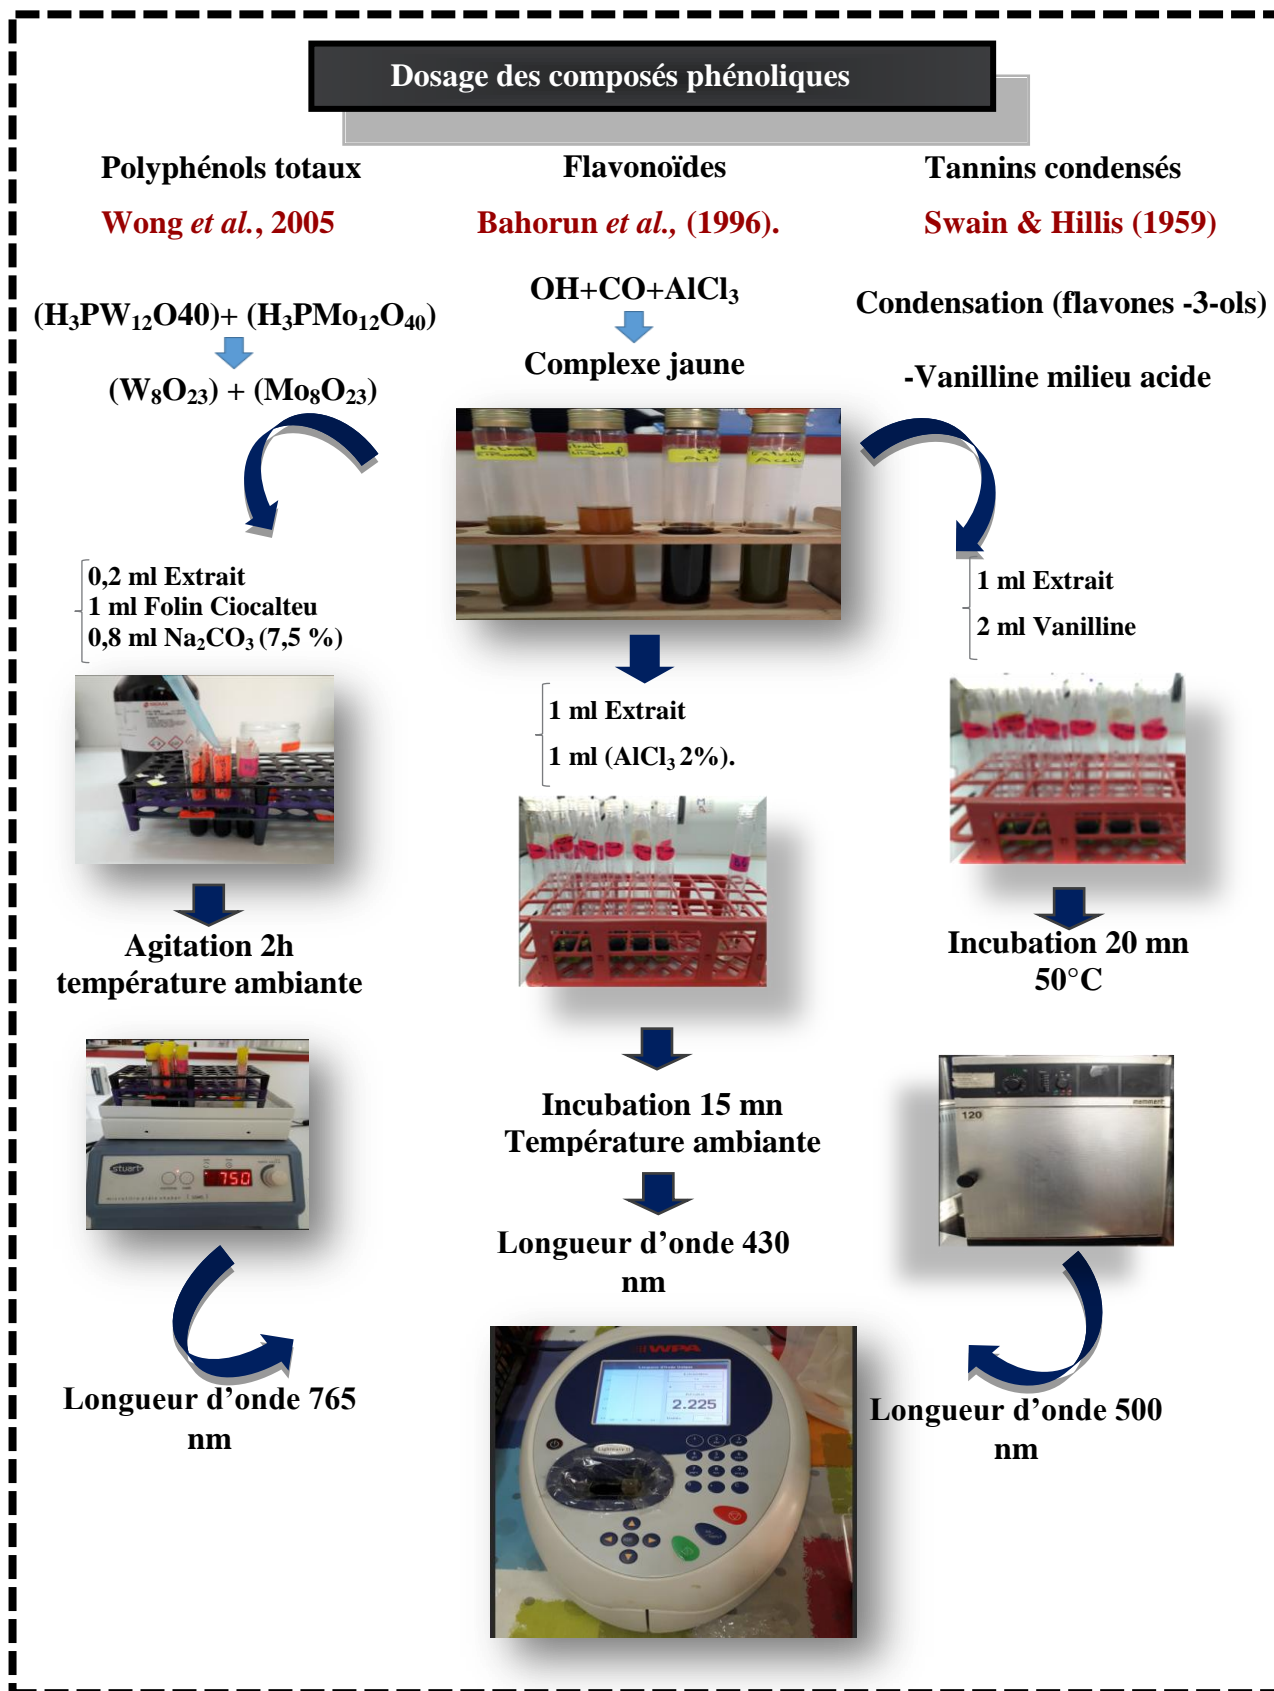 Dosage des composés phénoliques
Polyphénols totaux
Wong et al., 2005
(H₃PW₁₂O40)+ (H₃PMo₁₂O₄₀)
(W₈O₂₃) + (Mo₈O₂₃)
0,2 ml Extrait
1 ml Folin Ciocalteu
0,8 ml Na₂CO₃ (7,5 %)
Agitation 2h
température ambiante
stuart
750
Longueur d’onde 765
nm
Flavonoïdes
Bahorun et al., (1996).
OH+CO+AlCl₃
Complexe jaune
1 ml Extrait
1 ml (AlCl₃ 2%).
Incubation 15 mn
Température ambiante
Longueur d’onde 430
nm
WPA
2.225
Tannins condensés
Swain & Hillis (1959)
Condensation (flavones -3-ols)
-Vanilline milieu acide
1 ml Extrait
2 ml Vanilline
Incubation 20 mn
50°C
memmert
120
Longueur d’onde 500
nm